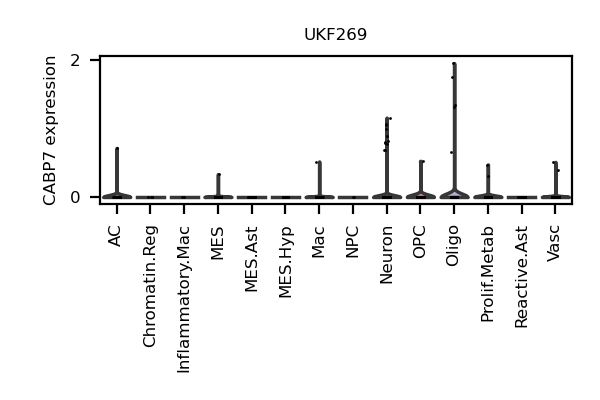 UKF269
CABP7 expression
2
0
AC
Chromatin.Reg
Inflammatory.Mac
MES
MES.Ast
MES.Hyp
Mac
NPC
Neuron
OPC
Oligo
Prolif.Metab
Reactive.Ast
Vasc